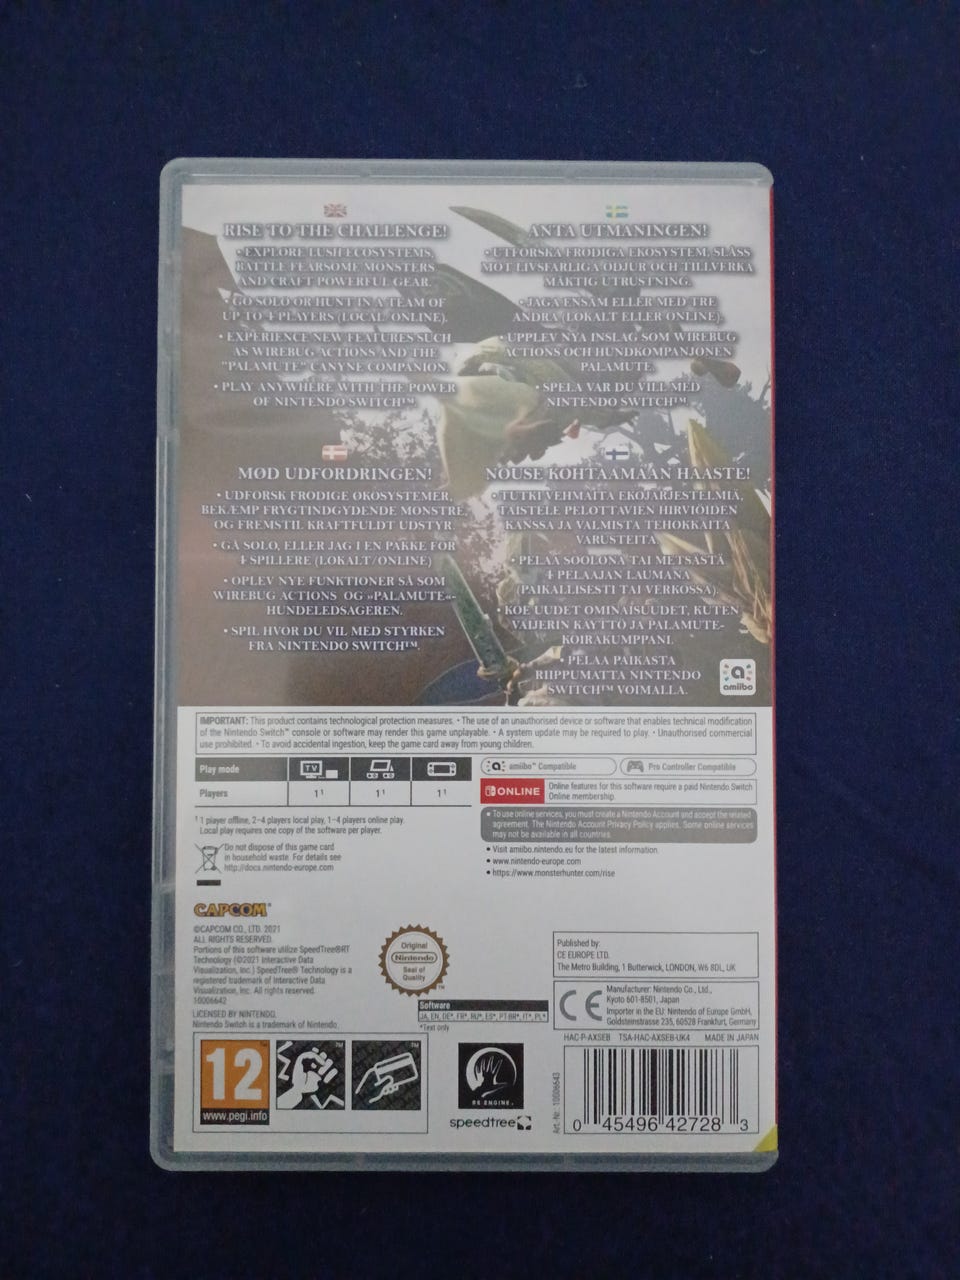 RISE TO THE CHALLENGE!
• EXPLORE LUSH ECOSYSTEMS,
BATTLE FEARSOME MONSTERS
AND CRAFT POWERFUL GEAR.
• GO SOLO OR HUNT IN A TEAM OF
UP TO 4 PLAYERS (LOCAL/ONLINE).
• EXPERIENCE NEW FEATURES SUCH
AS WIREBUG ACTIONS AND THE
"PALAMUTE" CANYNE COMPANION.
• PLAY ANYWHERE WITH THE POWER
OF NINTENDO SWITCH™.
ANTA UTMANINGEN!
• UTFORSKA FRODIGA EKOSYSTEM, SLÅSS
MOT LIVSFARLIGA ODJUR OCH TILLVERKA
MÄKTIG UTRUSTNING.
• JAGA ENSAM ELLER MED TRE
ANDRA (LOKALT ELLER ONLINE).
• UPPLEV NYA INSLAG SOM WIREBUG
ACTIONS OCH HUNDKOMPANJONEN
PALAMUTE.
• SPELA VAR DU VILL MED
NINTENDO SWITCH™.
MØD UDFORDRINGEN!
• UDFORSK FRODIGE ØKOSYSTEMER,
BEKÆMP FRYGTINDGYDENDE MONSTRE,
OG FREMSTIL KRAFTFULDT UDSTYR.
• GÅ SOLO, ELLER JAG I EN PAKKE FOR
4 SPILLERE (LOKALT/ONLINE)
• OPLEV NYE FUNKTIONER SÅ SOM
WIREBUG ACTIONS OG »PALAMUTE«-
HUNDELEDSAGEREN.
• SPIL HVOR DU VIL MED STYRKEN
FRA NINTENDO SWITCH™.
NOUSE KOHTAAMAAN HAASTE!
• TUTKI VEHMAITA EKOJÄRJESTELMIÄ,
TAISTELE PELOTTAVIEN HIRVIÖIDEN
KANSSA JA VALMISTA TEHOKKAITA
VARUSTEITA.
• PELAA SOOLONA TAI METSÄSTÄ
4 PELAAJAN LAUMANA
(PAIKALLISESTI TAI VERKOSSA).
• KOE UUDET OMINAISUUDET, KUTEN
VAIJERIN KÄYTTÖ JA PALAMUTE-
KOIRAKUMPPANI.
• PELAA PAIKASTA
RIIPPUMATTA NINTENDO
SWITCH™ VOIMALLA.
amiibo
IMPORTANT: This product contains technological protection measures. • The use of an unauthorised device or software that enables technical modification
of the Nintendo Switch™ console or software may render this game unplayable. • A system update may be required to play. • Unauthorised commercial
use prohibited. • To avoid accidental ingestion, keep the game card away from young children.
Play mode TV
Players 1¹ 1¹ 1¹
amiibo™ Compatible
Pro Controller Compatible
ONLINE Online features for this software require a paid Nintendo Switch
Online membership.
• To use online services, you must create a Nintendo Account and accept the related
agreement. The Nintendo Account Privacy Policy applies. Some online services
may not be available in all countries.
¹ 1 player offline, 2–4 players local play, 1–4 players online play.
Local play requires one copy of the software per player.
Do not dispose of this game card
in household waste. For details see
http://docs.nintendo-europe.com
• Visit amiibo.nintendo.eu for the latest information.
• www.nintendo-europe.com
• https://www.monsterhunter.com/rise
CAPCOM
©CAPCOM CO., LTD. 2021
ALL RIGHTS RESERVED.
Portions of this software utilize SpeedTree®RT
Technology (©2021 Interactive Data
Visualization, Inc.) SpeedTree® Technology is a
registered trademark of Interactive Data
Visualization, Inc. All rights reserved.
10006642
LICENSED BY NINTENDO.
Nintendo Switch is a trademark of Nintendo.
Original
Nintendo
Seal of
Quality
™
Software
JA, EN, DE*, FR*, RU*, ES*, PT-BR*, IT*, PL*
*Text only
Published by:
CE EUROPE LTD.
The Metro Building, 1 Butterwick, LONDON, W6 8DL, UK
CE
Manufacturer: Nintendo Co., Ltd.,
Kyoto 601-8501, Japan
Importer in the EU: Nintendo of Europe GmbH,
Goldsteinstrasse 235, 60528 Frankfurt, Germany
HAC-P-AXSEB TSA-HAC-AXSEB-UK4 MADE IN JAPAN
12
www.pegi.info
RE ENGINE™
speedtree
Art.-Nr. 10006643
0 45496 42728 3